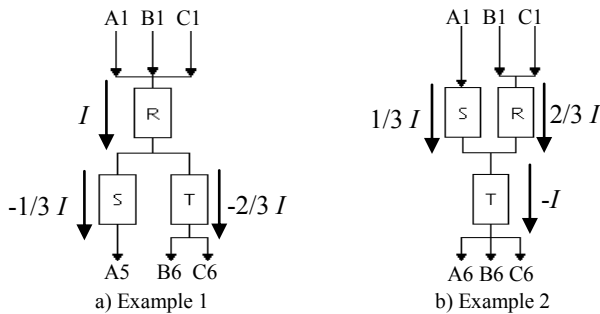 A1 B1 C1
I
R
-1/3 I
S
T
-2/3 I
A5 B6 C6
a) Example 1
A1 B1 C1
1/3 I
S
R
2/3 I
T
-I
A6 B6 C6
b) Example 2